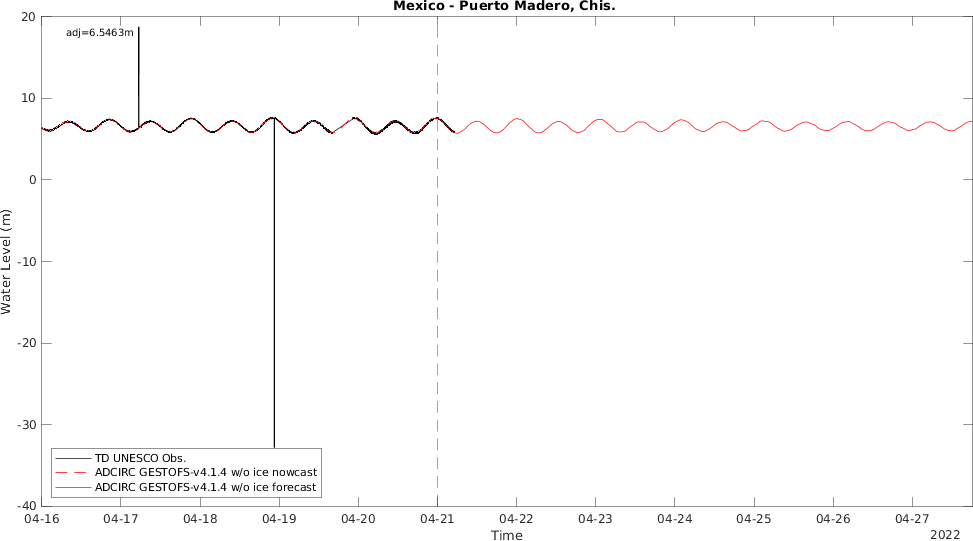 Mexico - Puerto Madero, Chis.
20
adj=6.5463m
10
0
-10
-20
-30
-40
Water Level (m)
TD UNESCO Obs.
ADCIRC GESTOFS-v4.1.4 w/o ice nowcast
ADCIRC GESTOFS-v4.1.4 w/o ice forecast
04-16 04-17 04-18 04-19 04-20 04-21 04-22 04-23 04-24 04-25 04-26 04-27
Time
2022